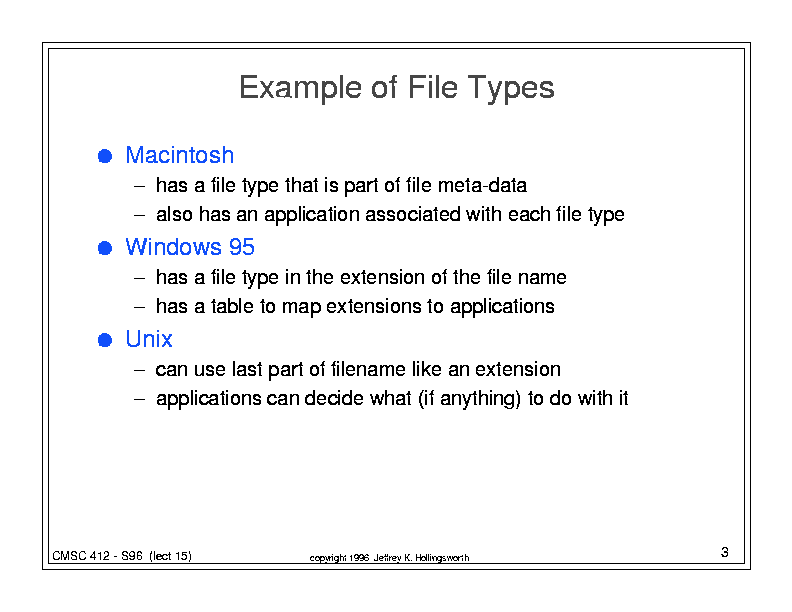 Example of File Types
● Macintosh
– has a file type that is part of file meta-data
– also has an application associated with each file type
● Windows 95
– has a file type in the extension of the file name
– has a table to map extensions to applications
● Unix
– can use last part of filename like an extension
– applications can decide what (if anything) to do with it
CMSC 412 - S96 (lect 15)
copyright 1996 Jeffrey K. Hollingsworth
3